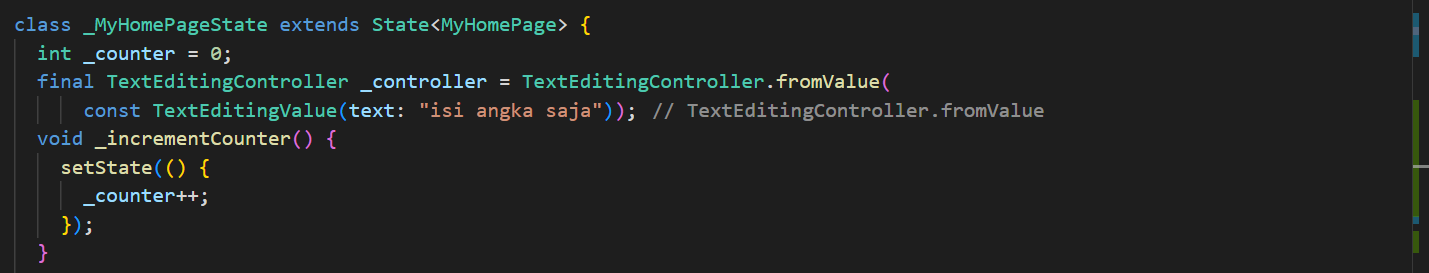 class _MyHomePageState extends State<MyHomePage> {
int _counter = 0;
final TextEditingController _controller = TextEditingController.fromValue(
const TextEditingValue(text: "isi angka saja")); // TextEditingController.fromValue
void _incrementCounter() {
setState(() {
_counter++;
});
}